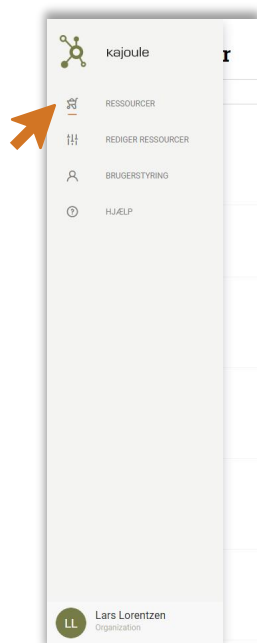 kajoule
r
RESSOURCER
REDIGER RESSOURCER
BRUGERSTYRING
HJÆLP
LL
Lars Lorentzen
Organization